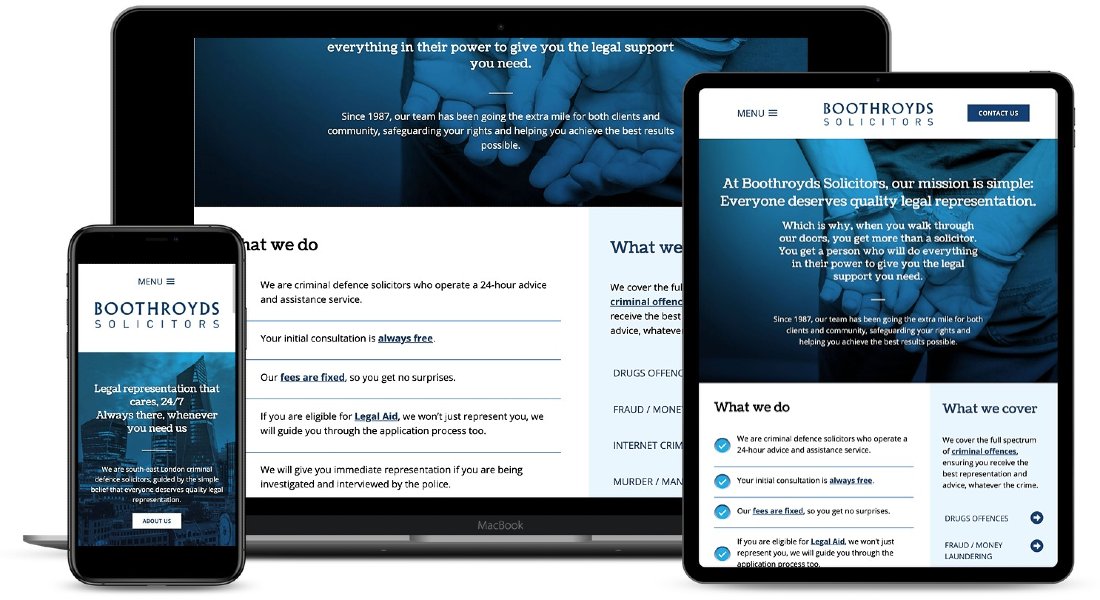 everything in their power to give you the legal support
you need.
Since 1987, our team has been going the extra mile for both clients and
community, safeguarding your rights and helping you achieve the best results
possible.
what we do
We are criminal defence solicitors who operate a 24-hour advice
and assistance service.
Your initial consultation is always free.
Our fees are fixed, so you get no surprises.
If you are eligible for Legal Aid, we won't just represent you, we
will guide you through the application process too.
We will give you immediate representation if you are being
investigated and interviewed by the police.
What we
We cover the full
criminal offenc
receive the best
advice, whatever
DRUGS OFFENC
FRAUD / MONEY
INTERNET CRIM
MURDER / MAN
MacBook
MENU
BOOTHROYDS
SOLICITORS
Legal representation that
cares, 24/7
Always there, whenever
you need us
We are south-east London criminal
defence solicitors, guided by the simple
belief that everyone deserves quality legal
representation.
ABOUT US
MENU
BOOTHROYDS
SOLICITORS
CONTACT US
At Boothroyds Solicitors, our mission is simple:
Everyone deserves quality legal representation.
Which is why, when you walk through
our doors, you get more than a solicitor.
You get a person who will do everything
in their power to give you the legal
support you need.
Since 1987, our team has been going the extra mile for both
clients and community, safeguarding your rights and
helping you achieve the best results possible.
What we do
We are criminal defence solicitors who operate a
24-hour advice and assistance service.
Your initial consultation is always free.
Our fees are fixed, so you get no surprises.
If you are eligible for Legal Aid, we won't just
represent you, we will guide you through the
application process too.
What we cover
We cover the full spectrum
of criminal offences,
ensuring you receive the
best representation and
advice, whatever the crime.
DRUGS OFFENCES
FRAUD / MONEY
LAUNDERING